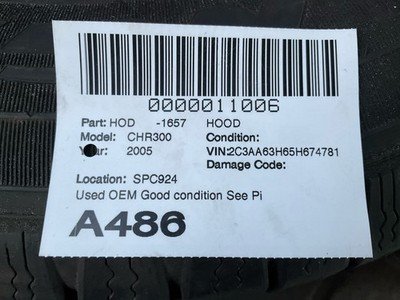 0000011006
Part: HOD -1657 HOOD
Model: CHR300 Condition:
Year: 2005 VIN:2C3AA63H65H674781
Damage Code:
Location: SPC924
Used OEM Good condition See Pi
A486